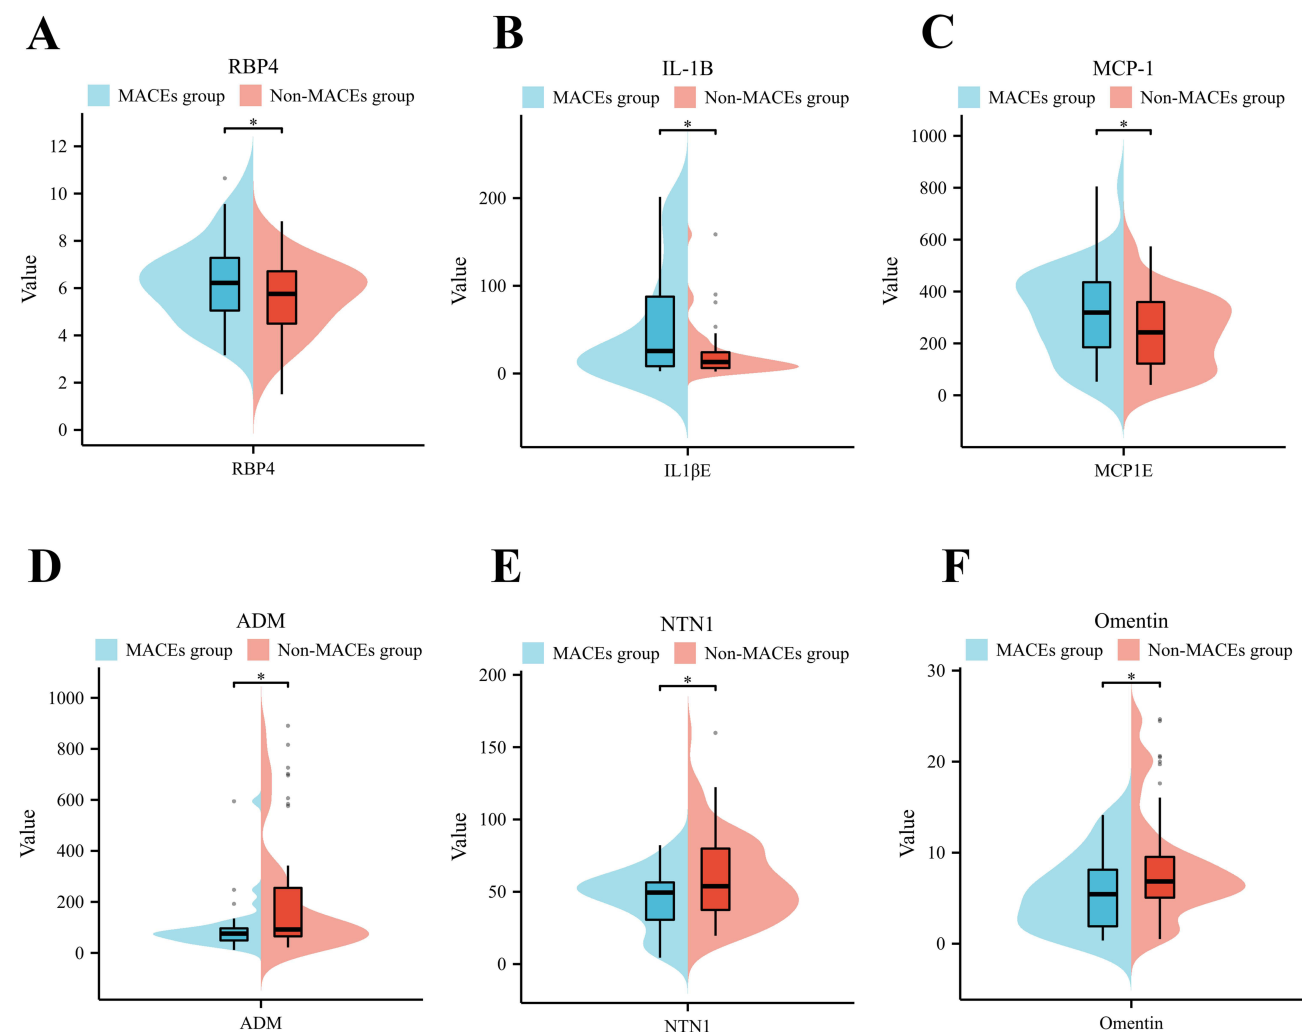 A
RBP4
MACEs group Non-MACEs group
*
12
10
8
6
4
2
0
Value
RBP4
B
IL-1B
MACEs group Non-MACEs group
*
200
100
0
Value
IL1βE
C
MCP-1
MACEs group Non-MACEs group
*
1000
800
600
400
200
0
Value
MCP1E
D
ADM
MACEs group Non-MACEs group
*
1000
800
600
400
200
0
Value
ADM
E
NTN1
MACEs group Non-MACEs group
*
200
150
100
50
0
Value
NTN1
F
Omentin
MACEs group Non-MACEs group
*
30
20
10
0
Value
Omentin